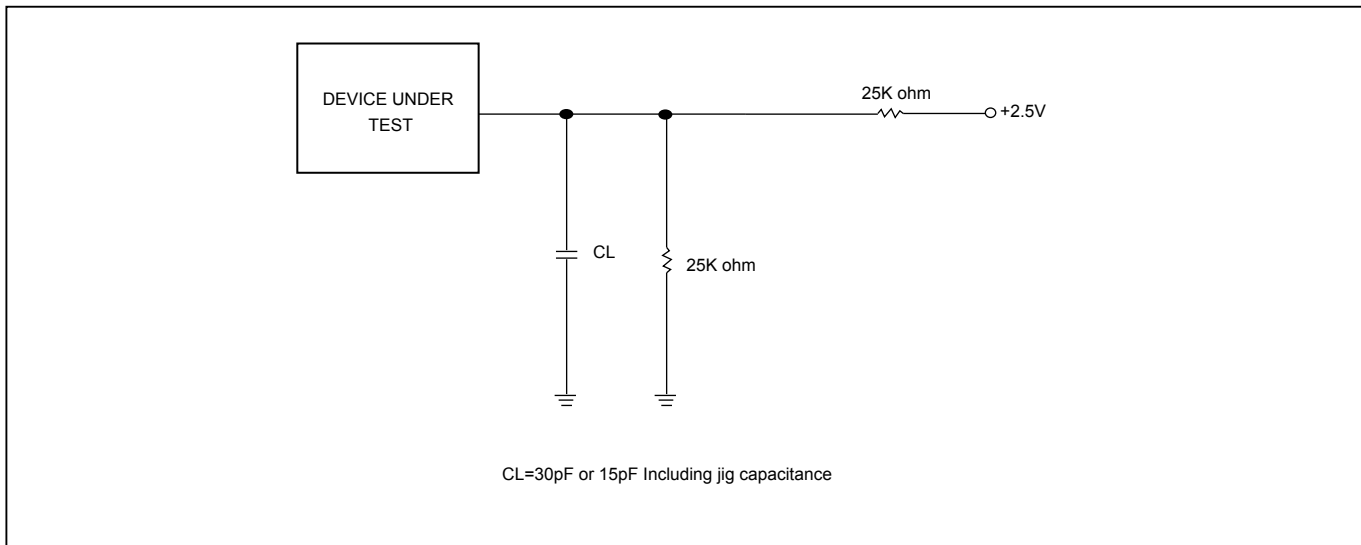 DEVICE UNDER
TEST
25K ohm
+2.5V
CL
25K ohm
CL=30pF or 15pF Including jig capacitance